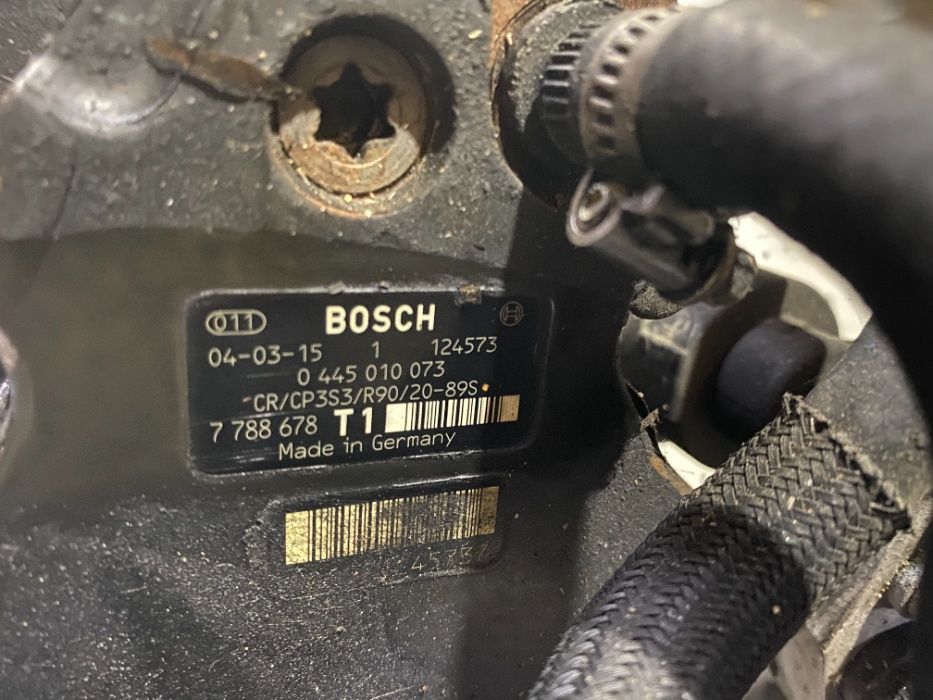 011 BOSCH
04-03-15 1 124573
0 445 010 073
CR/CP3S3/R90/20-89S
7 788 678 T1
Made in Germany